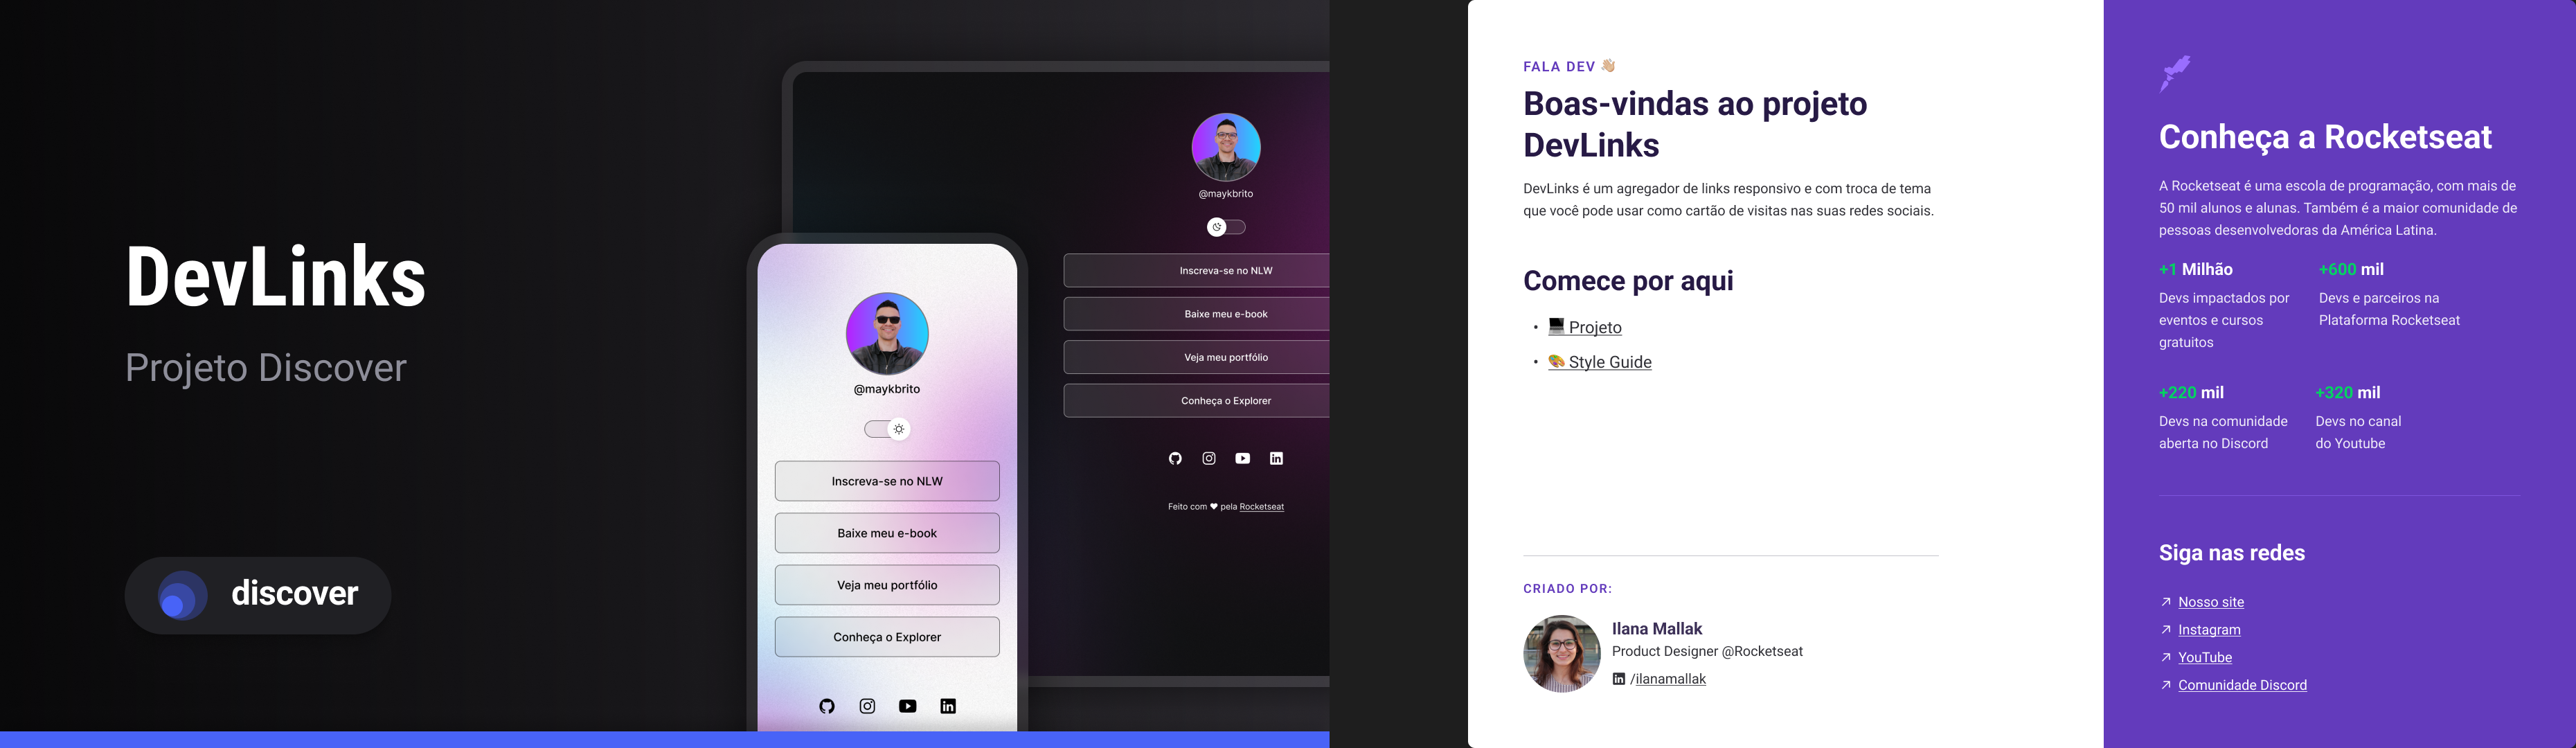 DevLinks
Projeto Discover
discover
@maykbrito
Inscreva-se no NLW
Baixe meu e-book
Veja meu portfólio
Conheça o Explorer
@maykbrito
Inscreva-se no NLW
Baixe meu e-book
Veja meu portfólio
Conheça o Explorer
Feito com ♥ pela Rocketseat
FALA DEV 👋🏼
Boas-vindas ao projeto
DevLinks
DevLinks é um agregador de links responsivo e com troca de tema
que você pode usar como cartão de visitas nas suas redes sociais.
Comece por aqui
• 💻 Projeto
• 🎨 Style Guide
CRIADO POR:
Ilana Mallak
Product Designer @Rocketseat
/ilanamallak
Conheça a Rocketseat
A Rocketseat é uma escola de programação, com mais de
50 mil alunos e alunas. Também é a maior comunidade de
pessoas desenvolvedoras da América Latina.
+1 Milhão
Devs impactados por
eventos e cursos
gratuitos
+600 mil
Devs e parceiros na
Plataforma Rocketseat
+220 mil
Devs na comunidade
aberta no Discord
+320 mil
Devs no canal
do Youtube
Siga nas redes
Nosso site
Instagram
YouTube
Comunidade Discord